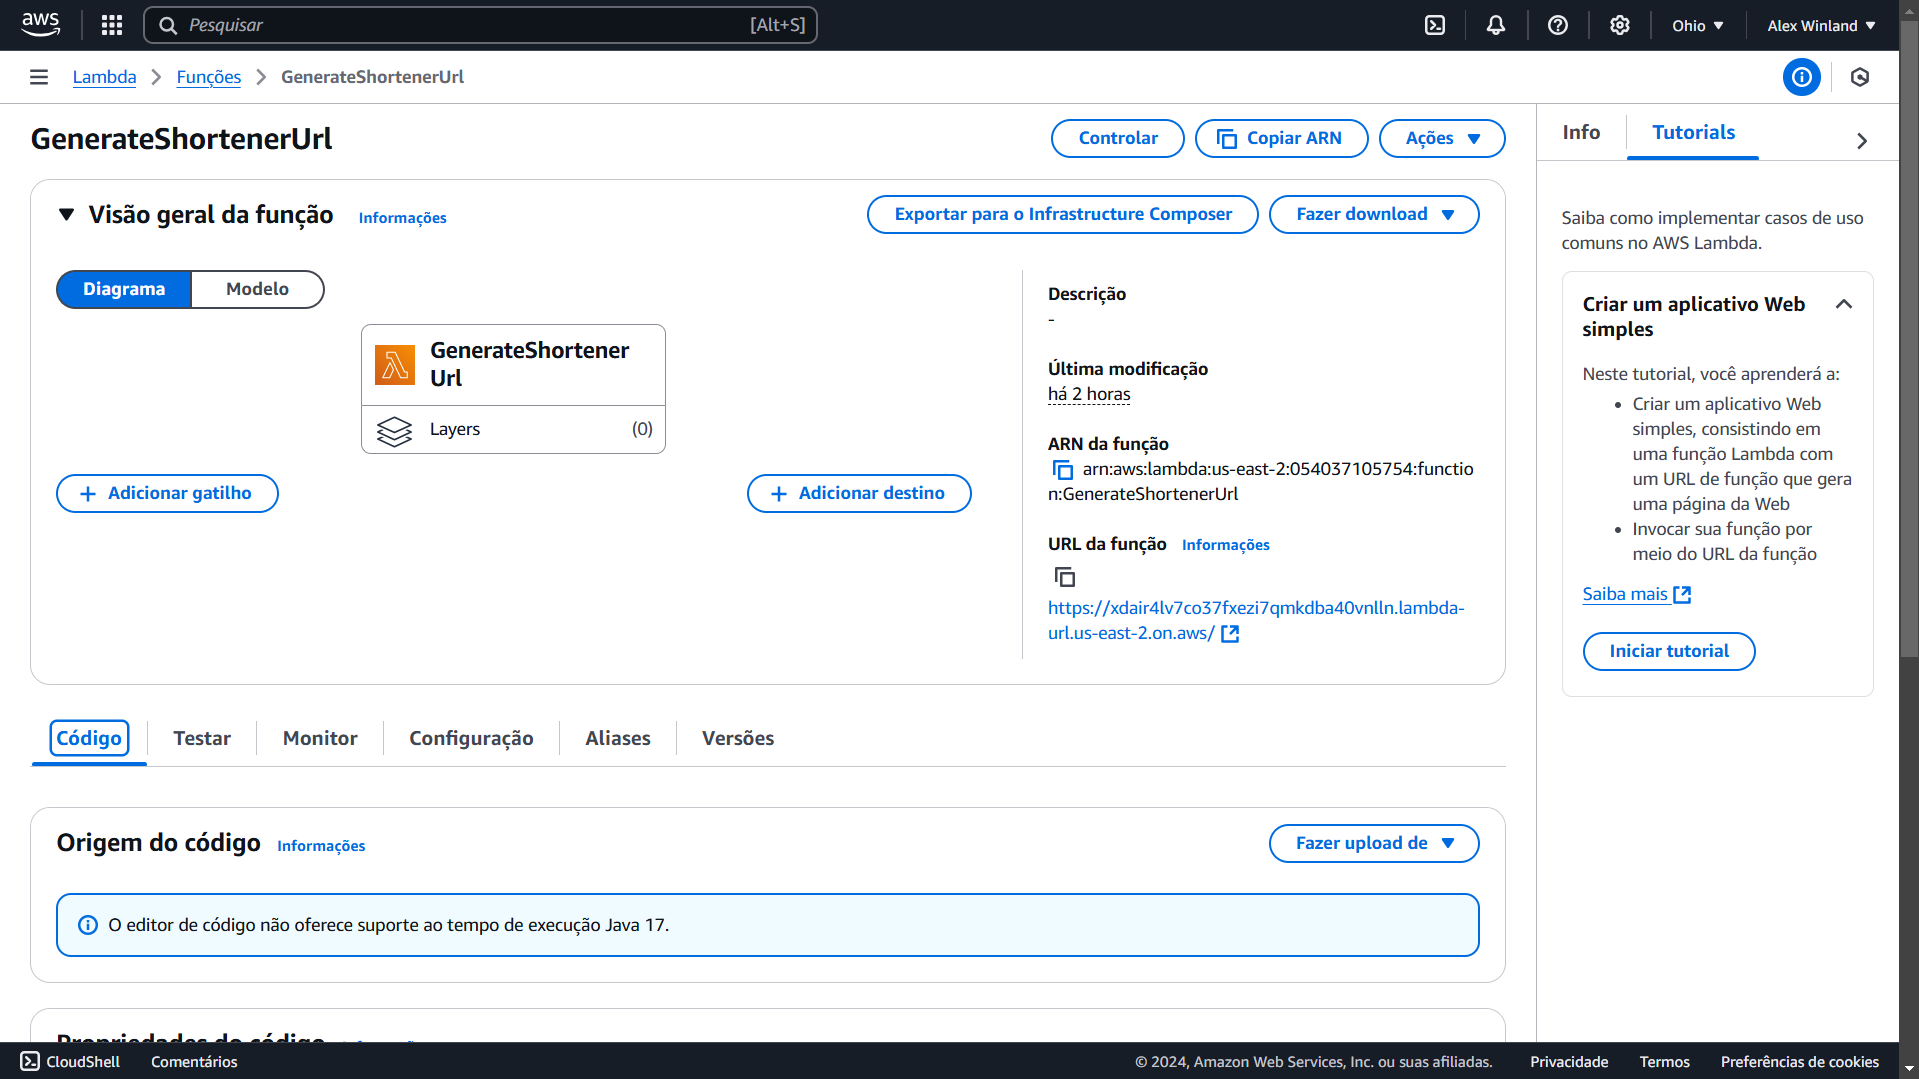 aws
Pesquisar
[Alt+S]
Ohio
Alex Winland
Lambda
Funções
GenerateShortenerUrl
GenerateShortenerUrl
Controlar
Copiar ARN
Ações
Visão geral da função
Informações
Exportar para o Infrastructure Composer
Fazer download
Diagrama
Modelo
GenerateShortener
Url
Layers
(0)
Adicionar gatilho
Adicionar destino
Descrição
-
Última modificação
há 2 horas
ARN da função
arn:aws:lambda:us-east-2:054037105754:functio
n:GenerateShortenerUrl
URL da função
Informações
https://xdair4lv7co37fxezi7qmkdba40vnlln.lambda-
url.us-east-2.on.aws/
Código
Testar
Monitor
Configuração
Aliases
Versões
Origem do código
Informações
Fazer upload de
O editor de código não oferece suporte ao tempo de execução Java 17.
Propriedades do código
Info
Tutorials
Saiba como implementar casos de uso
comuns no AWS Lambda.
Criar um aplicativo Web
simples
Neste tutorial, você aprenderá a:
• Criar um aplicativo Web
simples, consistindo em
uma função Lambda com
um URL de função que gera
uma página da Web
• Invocar sua função por
meio do URL da função
Saiba mais
Iniciar tutorial
CloudShell
Comentários
© 2024, Amazon Web Services, Inc. ou suas afiliadas.
Privacidade
Termos
Preferências de cookies